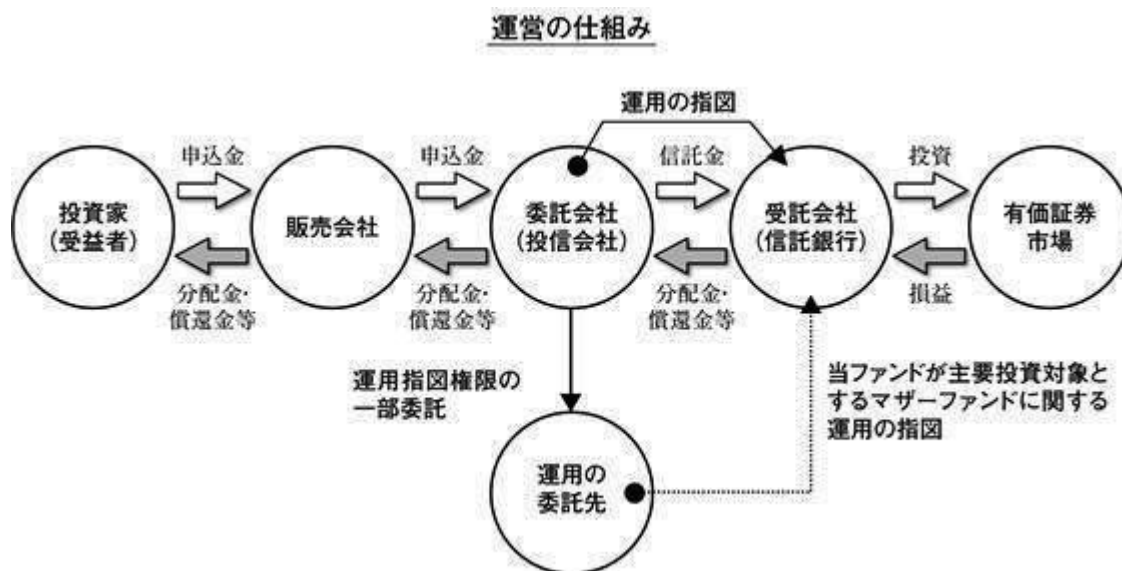 運営の仕組み
運用の指図
申込金
申込金
信託金
投資
投資家
(受益者)
販売会社
委託会社
(投信会社)
受託会社
(信託銀行)
有価証券
市場
分配金・
償還金等
分配金・
償還金等
分配金・
償還金等
損益
運用指図権限の
一部委託
当ファンドが主要投資対象と
するマザーファンドに関する
運用の指図
運用の
委託先